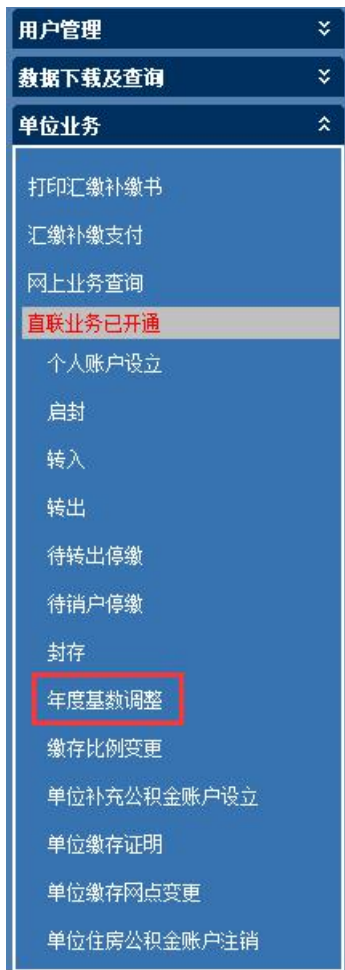 用户管理
数据下载及查询
单位业务
打印汇缴补缴书
汇缴补缴支付
网上业务查询
直联业务已开通
个人账户设立
启封
转入
转出
待转出停缴
待销户停缴
封存
年度基数调整
缴存比例变更
单位补充公积金账户设立
单位缴存证明
单位缴存网点变更
单位住房公积金账户注销